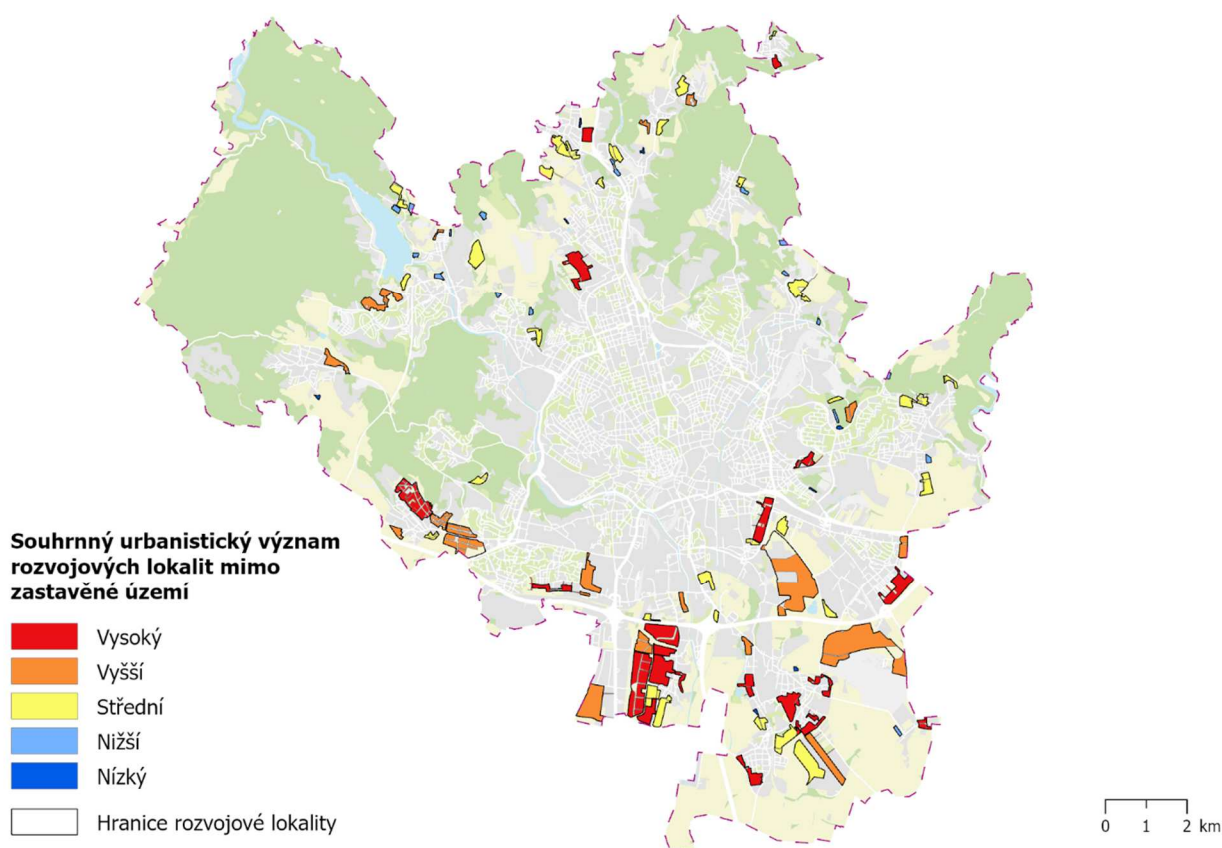 Souhrnný urbanistický význam
rozvojových lokalit mimo
zastavěné území
Vysoký
Vyšší
Střední
Nižší
Nízký
Hranice rozvojové lokality
0 1 2 km